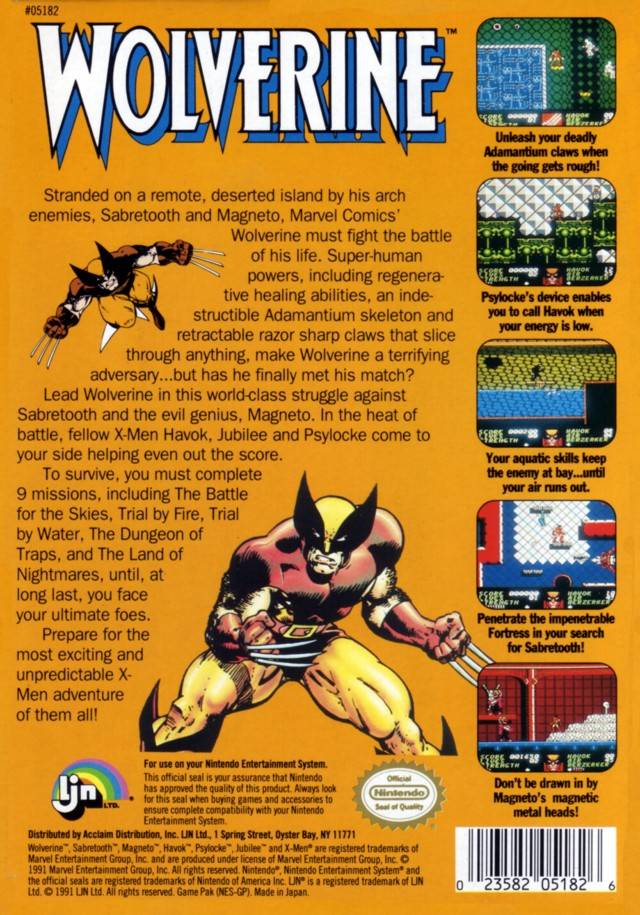 #05182
WOLVERINE™
Stranded on a remote, deserted island by his arch
enemies, Sabretooth and Magneto, Marvel Comics'
Wolverine must fight the battle
of his life. Super-human
powers, including regenera-
tive healing abilities, an inde-
structible Adamantium skeleton and
retractable razor sharp claws that slice
through anything, make Wolverine a terrifying
adversary...but has he finally met his match?
Lead Wolverine in this world-class struggle against
Sabretooth and the evil genius, Magneto. In the heat of
battle, fellow X-Men Havok, Jubilee and Psylocke come to
your side helping even out the score.
To survive, you must complete
9 missions, including The Battle
for the Skies, Trial by Fire, Trial
by Water, The Dungeon of
Traps, and The Land of
Nightmares, until, at
long last, you face
your ultimate foes.
Prepare for the
most exciting and
unpredictable X-
Men adventure
of them all!
Unleash your deadly
Adamantium claws when
the going gets rough!
Psylocke's device enables
you to call Havok when
your energy is low.
Your aquatic skills keep
the enemy at bay...until
your air runs out.
Penetrate the impenetrable
Fortress in your search
for Sabretooth!
Don't be drawn in by
Magneto's magnetic
metal heads!
ljn LTD.®
For use on your Nintendo Entertainment System.
This official seal is your assurance that Nintendo
has approved the quality of this product. Always look
for this seal when buying games and accessories to
ensure complete compatibility with your Nintendo
Entertainment System.
Official
Nintendo
Seal of Quality
Distributed by Acclaim Distribution, Inc. LJN Ltd., 1 Spring Street, Oyster Bay, NY 11771
Wolverine™, Sabretooth™, Magneto™, Havok™, Psylocke™, Jubilee™ and X-Men® are registered trademarks of
Marvel Entertainment Group, Inc. and are produced under license of Marvel Entertainment Group, Inc. ©
1991 Marvel Entertainment Group, Inc. All rights reserved. Nintendo®, Nintendo Entertainment System® and
the official seals are registered trademarks of Nintendo of America Inc. LJN® is a registered trademark of LJN
Ltd. © 1991 LJN Ltd. All rights reserved. Game Pak (NES-GP). Made in Japan.
0 23582 05182 6